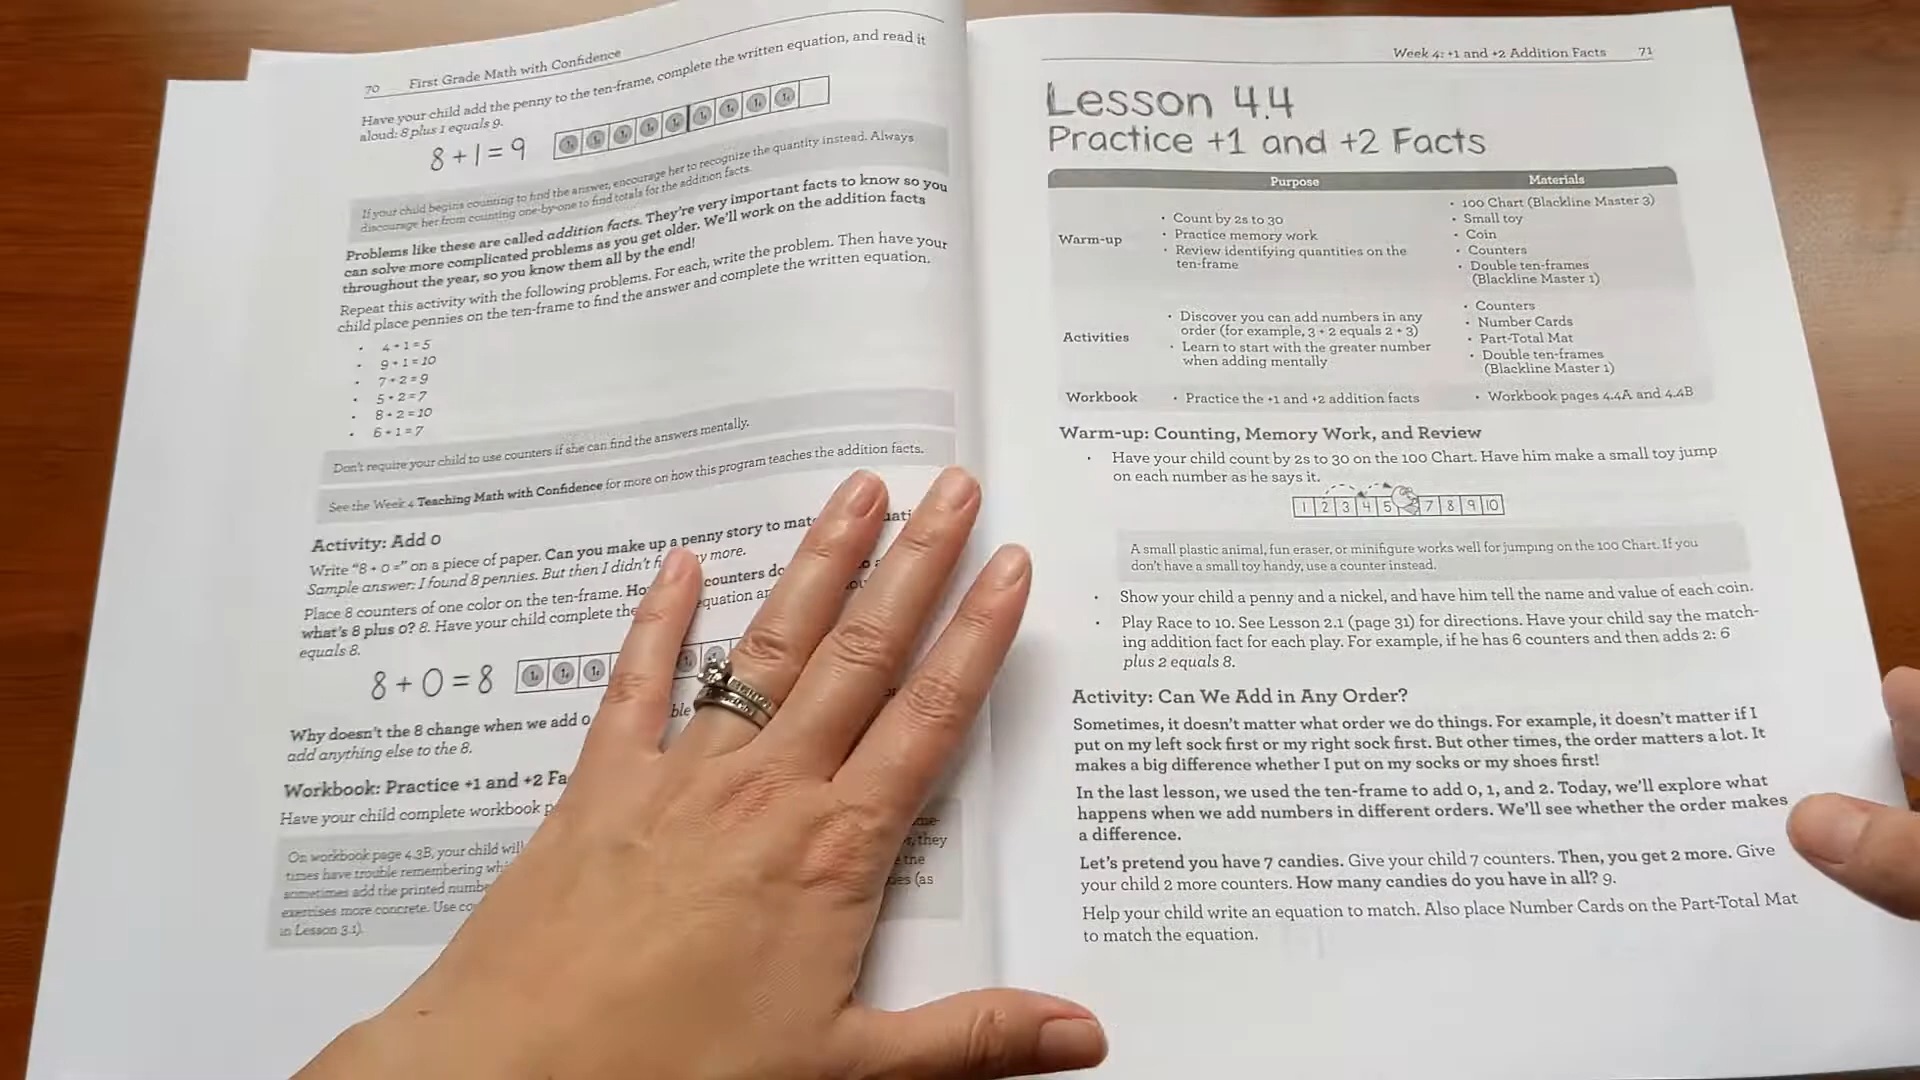 70 First Grade Math with Confidence
Have your child add the penny to the ten-frame, complete the written equation, and read it
aloud: 8 plus 1 equals 9.
8 + 1 = 9
If your child begins counting to find the answer, encourage her to recognize the quantity instead. Always
discourage her from counting one-by-one to find totals for the addition facts.
Problems like these are called addition facts. They're very important facts to know so you
can solve more complicated problems as you get older. We'll work on the addition facts
throughout the year, so you know them all by the end!
Repeat this activity with the following problems. For each, write the problem. Then have your
child place pennies on the ten-frame to find the answer and complete the written equation.
• 4 + 1 = 5
• 9 + 1 = 10
• 7 + 2 = 9
• 5 + 2 = 7
• 8 + 2 = 10
• 6 + 1 = 7
Don't require your child to use counters if she can find the answers mentally.
See the Week 4 Teaching Math with Confidence for more on how this program teaches the addition facts.
Activity: Add 0
Write "8 + 0 =" on a piece of paper. Can you make up a penny story to
Sample answer: I found 8 pennies. But then I didn't more.
Place 8 counters of one color on the ten-frame. counters
what's 8 plus 0? 8. Have your child complete the equation
equals 8.
8 + 0 = 8
Why doesn't the 8 change when we add 0
add anything else to the 8.
Workbook: Practice +1 and +2
Have your child complete workbook
On workbook page 4.3B, your child will they
times have trouble remembering the
sometimes add the printed (as
exercises more concrete. Use
in Lesson 3.1).
Week 4: +1 and +2 Addition Facts 71
Lesson 4.4
Practice +1 and +2 Facts
Purpose Materials
Warm-up
• Count by 2s to 30
• Practice memory work
• Review identifying quantities on the
ten-frame
• 100 Chart (Blackline Master 3)
• Small toy
• Coin
• Counters
• Double ten-frames
(Blackline Master 1)
Activities
• Discover you can add numbers in any
order (for example, 3 + 2 equals 2 + 3)
• Learn to start with the greater number
when adding mentally
• Counters
• Number Cards
• Part-Total Mat
• Double ten-frames
(Blackline Master 1)
Workbook • Practice the +1 and +2 addition facts • Workbook pages 4.4A and 4.4B
Warm-up: Counting, Memory Work, and Review
• Have your child count by 2s to 30 on the 100 Chart. Have him make a small toy jump
on each number as he says it.
1 2 3 4 5 7 8 9 10
A small plastic animal, fun eraser, or minifigure works well for jumping on the 100 Chart. If you
don't have a small toy handy, use a counter instead.
• Show your child a penny and a nickel, and have him tell the name and value of each coin.
• Play Race to 10. See Lesson 2.1 (page 31) for directions. Have your child say the match-
ing addition fact for each play. For example, if he has 6 counters and then adds 2: 6
plus 2 equals 8.
Activity: Can We Add in Any Order?
Sometimes, it doesn't matter what order we do things. For example, it doesn't matter if I
put on my left sock first or my right sock first. But other times, the order matters a lot. It
makes a big difference whether I put on my socks or my shoes first!
In the last lesson, we used the ten-frame to add 0, 1, and 2. Today, we'll explore what
happens when we add numbers in different orders. We'll see whether the order makes
a difference.
Let's pretend you have 7 candies. Give your child 7 counters. Then, you get 2 more. Give
your child 2 more counters. How many candies do you have in all? 9.
Help your child write an equation to match. Also place Number Cards on the Part-Total Mat
to match the equation.